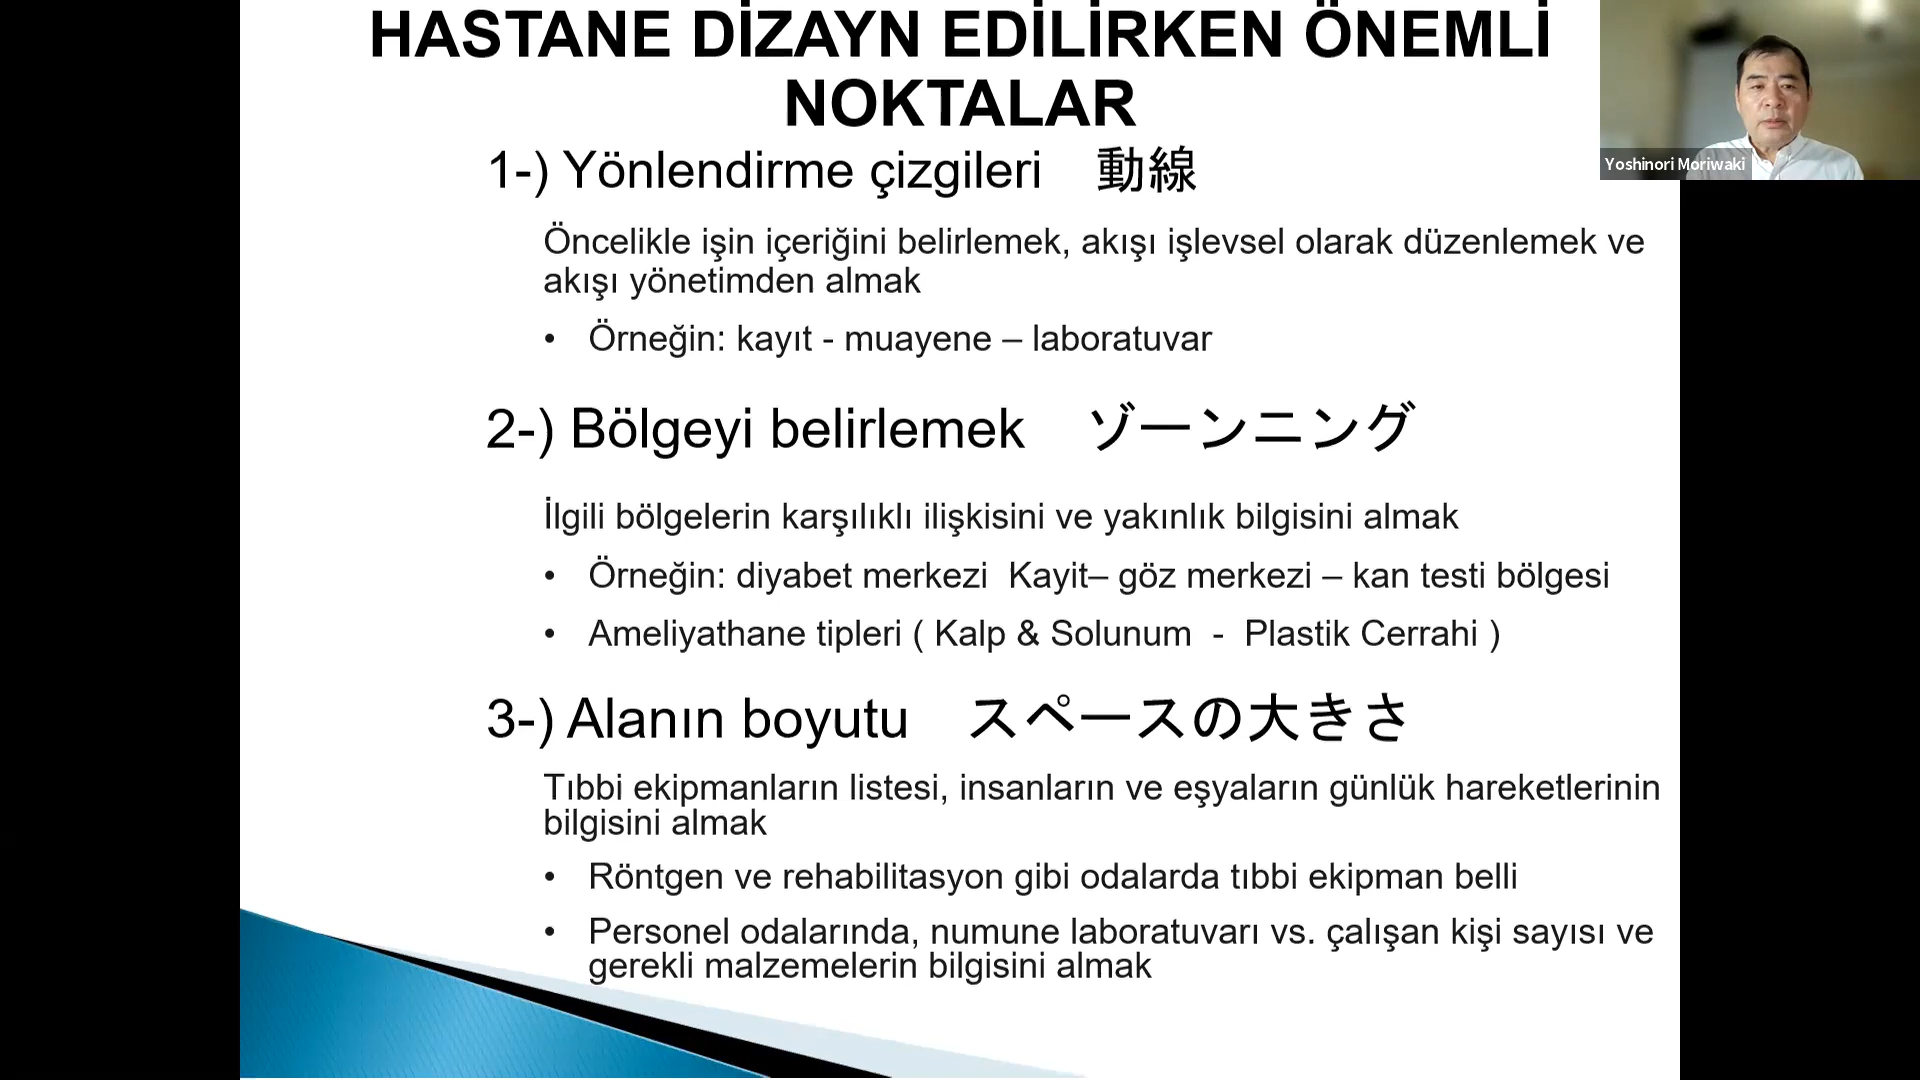 HASTANE DİZAYN EDİLİRKEN ÖNEMLİ
NOKTALAR
1-) Yönlendirme çizgileri 動線
Öncelikle işin içeriğini belirlemek, akışı işlevsel olarak düzenlemek ve
akışı yönetimden almak
• Örneğin: kayıt - muayene – laboratuvar
2-) Bölgeyi belirlemek ゾーンニング
İlgili bölgelerin karşılıklı ilişkisini ve yakınlık bilgisini almak
• Örneğin: diyabet merkezi Kayit– göz merkezi – kan testi bölgesi
• Ameliyathane tipleri ( Kalp & Solunum - Plastik Cerrahi )
3-) Alanın boyutu スペースの大きさ
Tıbbi ekipmanların listesi, insanların ve eşyaların günlük hareketlerinin
bilgisini almak
• Röntgen ve rehabilitasyon gibi odalarda tıbbi ekipman belli
• Personel odalarında, numune laboratuvarı vs. çalışan kişi sayısı ve
gerekli malzemelerin bilgisini almak
Yoshinori Moriwaki